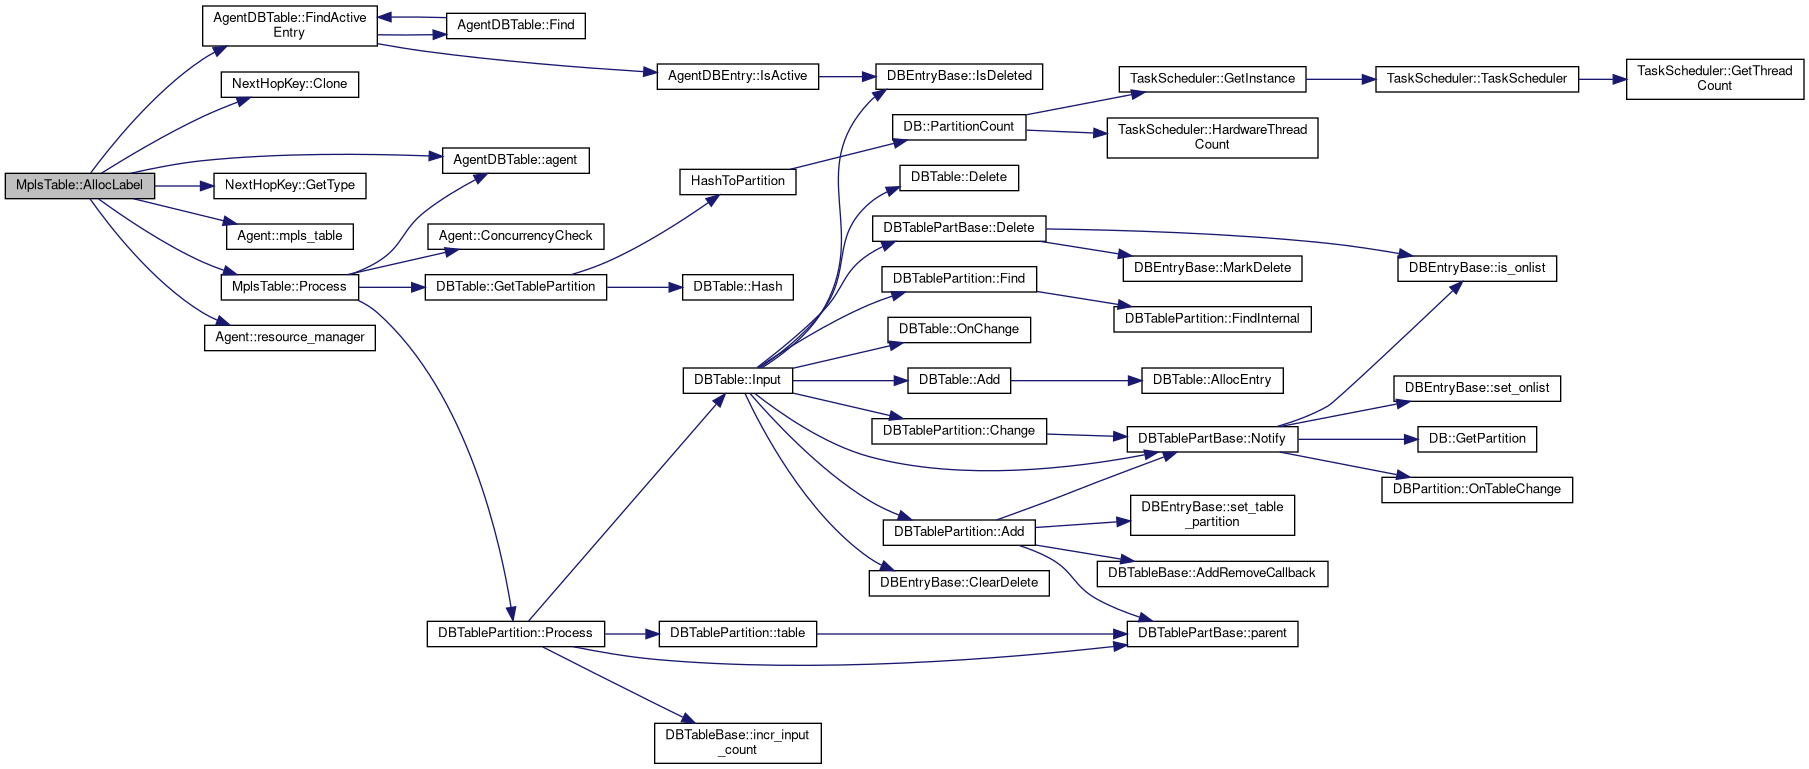 MplsTable::AllocLabel
AgentDBTable::FindActive
Entry
NextHopKey::Clone
AgentDBTable::agent
NextHopKey::GetType
Agent::mpls_table
MplsTable::Process
Agent::resource_manager
AgentDBTable::Find
AgentDBEntry::IsActive
DBEntryBase::IsDeleted
Agent::ConcurrencyCheck
DBTable::GetTablePartition
HashToPartition
DBTable::Hash
DB::PartitionCount
TaskScheduler::GetInstance
TaskScheduler::TaskScheduler
TaskScheduler::GetThread
Count
TaskScheduler::HardwareThread
Count
DBTablePartition::Process
DBTable::Input
DBTablePartition::table
DBTableBase::incr_input
_count
DBTable::Delete
DBTablePartBase::Delete
DBTablePartition::Find
DBTable::OnChange
DBTable::Add
DBTablePartition::Change
DBTablePartition::Add
DBEntryBase::ClearDelete
DBEntryBase::MarkDelete
DBEntryBase::is_onlist
DBTablePartition::FindInternal
DBTable::AllocEntry
DBTablePartBase::Notify
DBEntryBase::set_onlist
DB::GetPartition
DBPartition::OnTableChange
DBEntryBase::set_table
_partition
DBTableBase::AddRemoveCallback
DBTablePartBase::parent